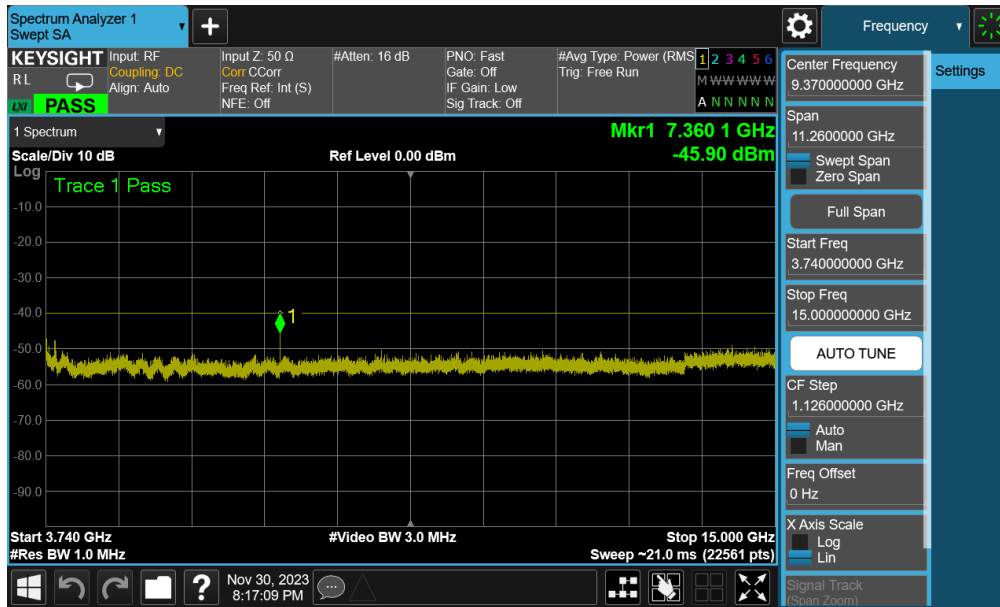 Spectrum Analyzer 1
Swept SA
+
Frequency
KEYSIGHT
R L
LXI PASS
Input: RF
Coupling: DC
Align: Auto
Input Z: 50 Ω
Corr CCorr
Freq Ref: Int (S)
NFE: Off
#Atten: 16 dB
PNO: Fast
Gate: Off
IF Gain: Low
Sig Track: Off
#Avg Type: Power (RMS
Trig: Free Run
1 2 3 4 5 6
M W W W W W
A N N N N N
1 Spectrum
Scale/Div 10 dB
Log
Ref Level 0.00 dBm
Mkr1 7.360 1 GHz
-45.90 dBm
Trace 1 Pass
-10.0
-20.0
-30.0
-40.0
-50.0
-60.0
-70.0
-80.0
-90.0
1
Start 3.740 GHz
#Res BW 1.0 MHz
#Video BW 3.0 MHz
Stop 15.000 GHz
Sweep ~21.0 ms (22561 pts)
?
Nov 30, 2023
8:17:09 PM
Center Frequency
9.370000000 GHz
Span
11.2600000 GHz
Swept Span
Zero Span
Full Span
Start Freq
3.740000000 GHz
Stop Freq
15.000000000 GHz
AUTO TUNE
CF Step
1.126000000 GHz
Auto
Man
Freq Offset
0 Hz
X Axis Scale
Log
Lin
Signal Track
(Span Zoom)
Settings